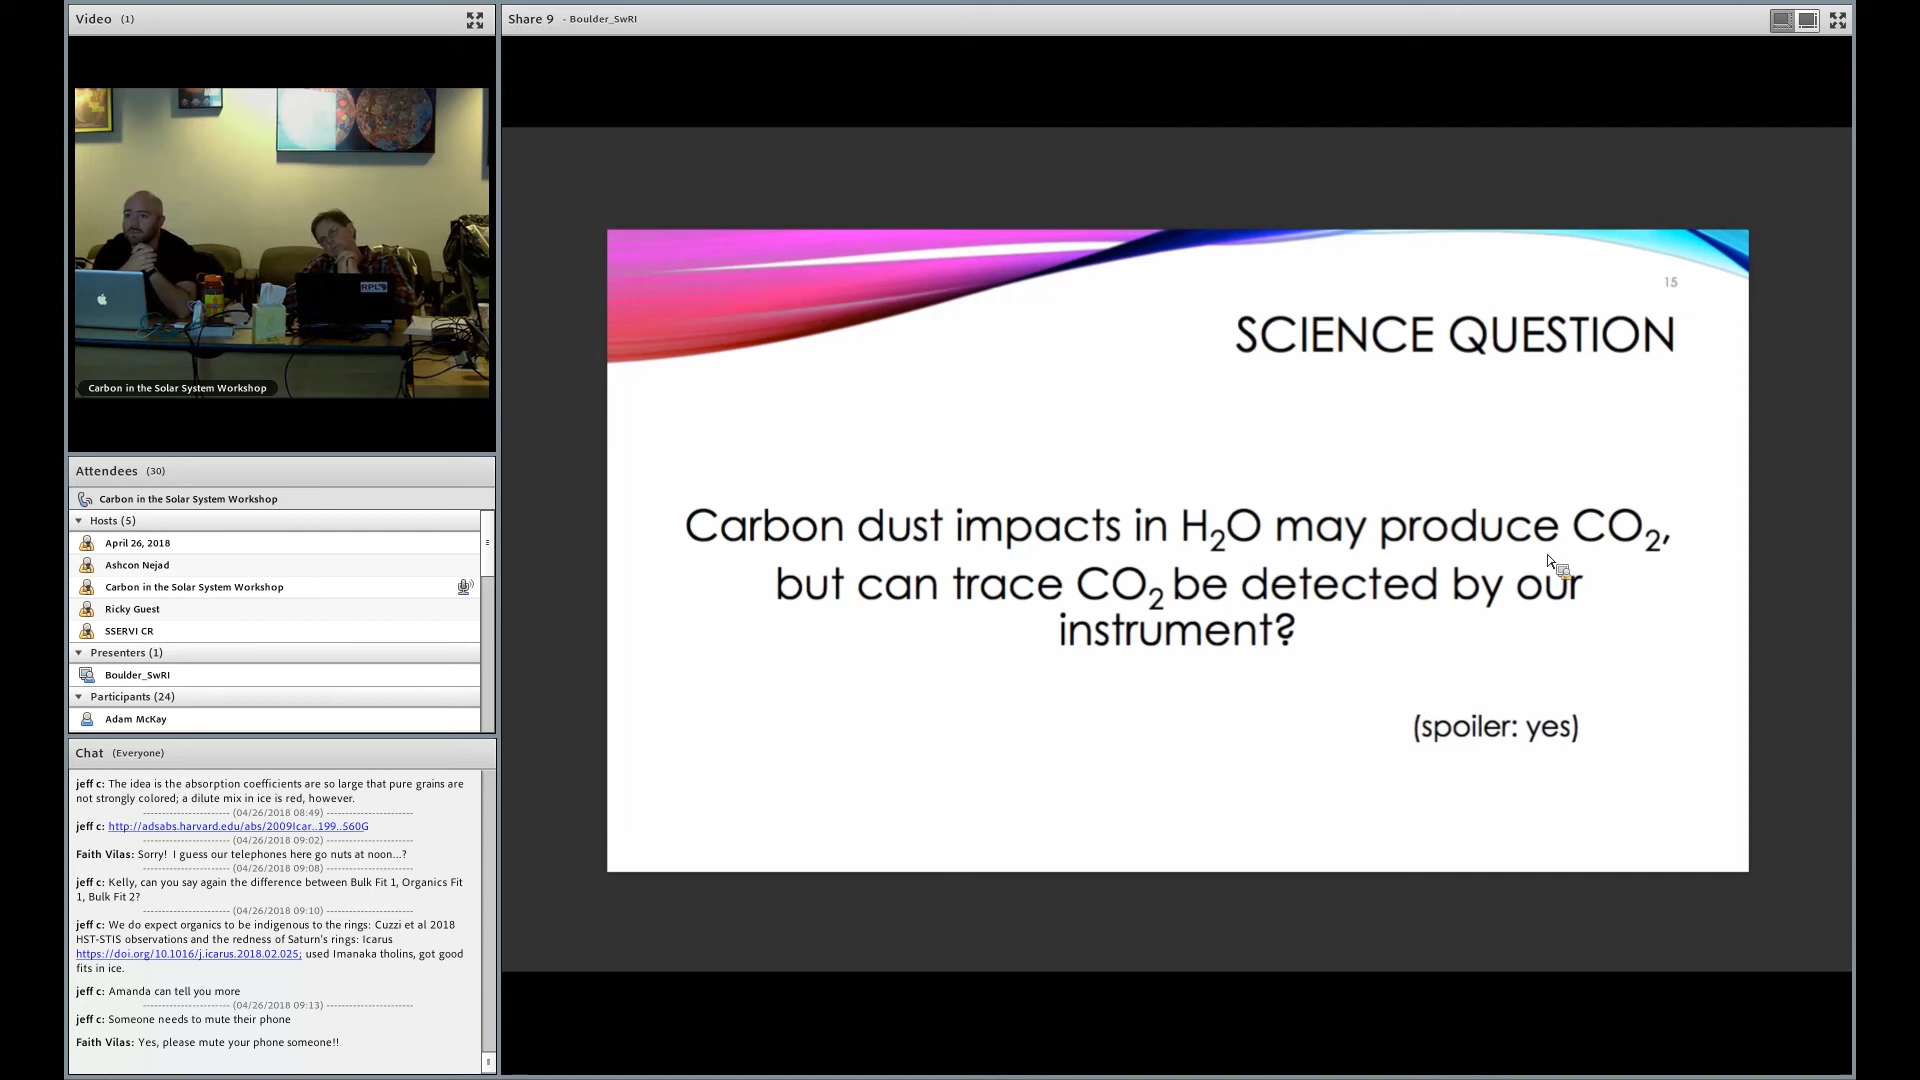 Video (1)
RPL
Carbon in the Solar System Workshop
Attendees (30)
Carbon in the Solar System Workshop
Hosts (5)
April 26, 2018
Ashcon Nejad
Carbon in the Solar System Workshop
Ricky Guest
SSERVI CR
Presenters (1)
Boulder_SwRI
Participants (24)
Adam McKay
Chat (Everyone)
jeff c: The idea is the absorption coefficients are so large that pure grains are
not strongly colored; a dilute mix in ice is red, however.
----------------------- (04/26/2018 08:49) -----------------------
jeff c: http://adsabs.harvard.edu/abs/2009Icar..199..560G
----------------------- (04/26/2018 09:02) -----------------------
Faith Vilas: Sorry! I guess our telephones here go nuts at noon...?
----------------------- (04/26/2018 09:08) -----------------------
jeff c: Kelly, can you say again the difference between Bulk Fit 1, Organics Fit
1, Bulk Fit 2?
----------------------- (04/26/2018 09:10) -----------------------
jeff c: We do expect organics to be indigenous to the rings: Cuzzi et al 2018
HST-STIS observations and the redness of Saturn's rings: Icarus
https://doi.org/10.1016/j.icarus.2018.02.025; used Imanaka tholins, got good
fits in ice.
jeff c: Amanda can tell you more
----------------------- (04/26/2018 09:13) -----------------------
jeff c: Someone needs to mute their phone
Faith Vilas: Yes, please mute your phone someone!!
Share 9 - Boulder_SwRI
15
SCIENCE QUESTION
Carbon dust impacts in H₂O may produce CO₂,
but can trace CO₂ be detected by our
instrument?
(spoiler: yes)